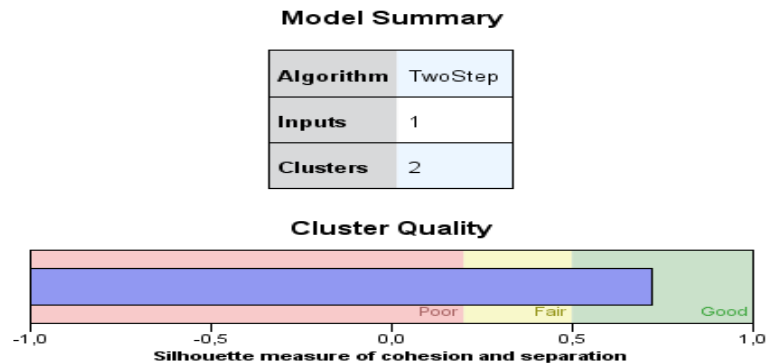 Model Summary
Algorithm TwoStep
Inputs 1
Clusters 2
Cluster Quality
Poor Fair Good
-1,0 -0,5 0,0 0,5 1,0
Silhouette measure of cohesion and separation